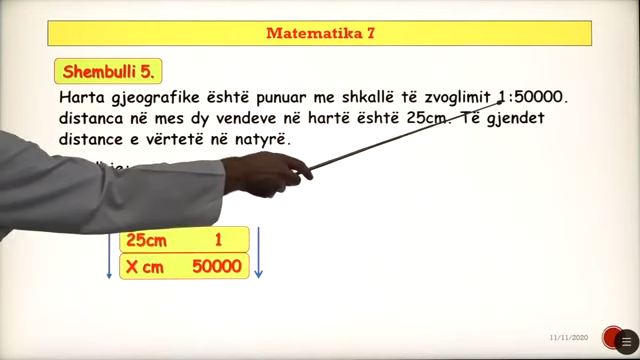 Matematika 7
Shembulli 5.
Harta gjeografike është punuar me shkallë të zvoglimit 1:50000.
distanca në mes dy vendeve në hartë është 25cm. Të gjendet
distance e vërtetë në natyrë.
25cm 1
X cm 50000
11/11/2020